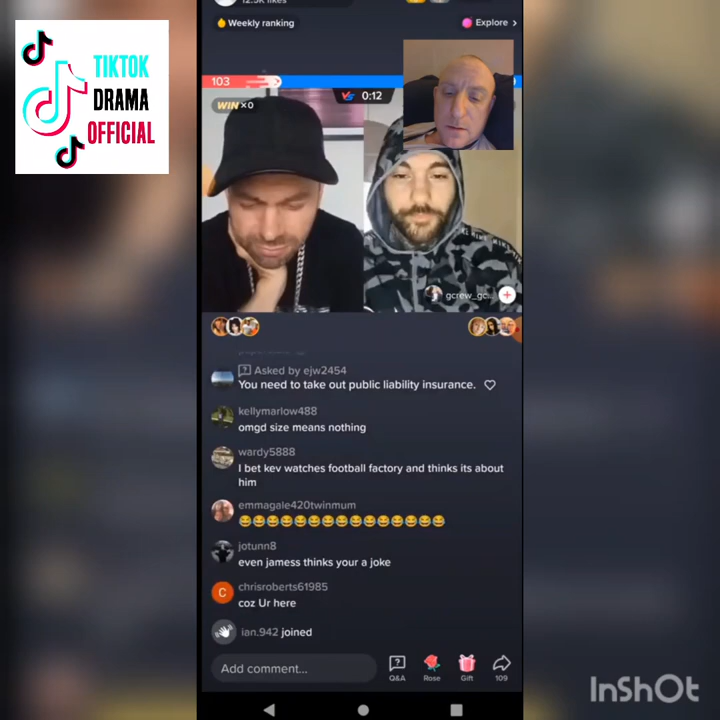 12.5K likes
Weekly ranking
Explore >
TIKTOK
DRAMA
OFFICIAL
103
WIN ×0
VS 0:12
gcrew_gc...
Asked by ejw2454
You need to take out public liability insurance.
kellymarlow488
omgd size means nothing
wardy5888
I bet kev watches football factory and thinks its about
him
emmagale420twinmum
😂😂😂😂😂😂😂😂😂😂😂😂😂😂😂
jotunn8
even jamess thinks your a joke
chrisroberts61985
C
coz Ur here
ian.942 joined
Add comment...
Q&A
Rose
Gift
109
InShOt